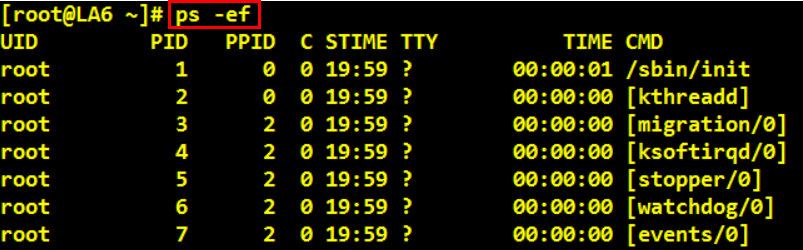 [root@LA6 ~]# ps -ef
UID        PID  PPID  C STIME TTY          TIME CMD
root         1     0  0 19:59 ?        00:00:01 /sbin/init
root         2     0  0 19:59 ?        00:00:00 [kthreadd]
root         3     2  0 19:59 ?        00:00:00 [migration/0]
root         4     2  0 19:59 ?        00:00:00 [ksoftirqd/0]
root         5     2  0 19:59 ?        00:00:00 [stopper/0]
root         6     2  0 19:59 ?        00:00:00 [watchdog/0]
root         7     2  0 19:59 ?        00:00:00 [events/0]